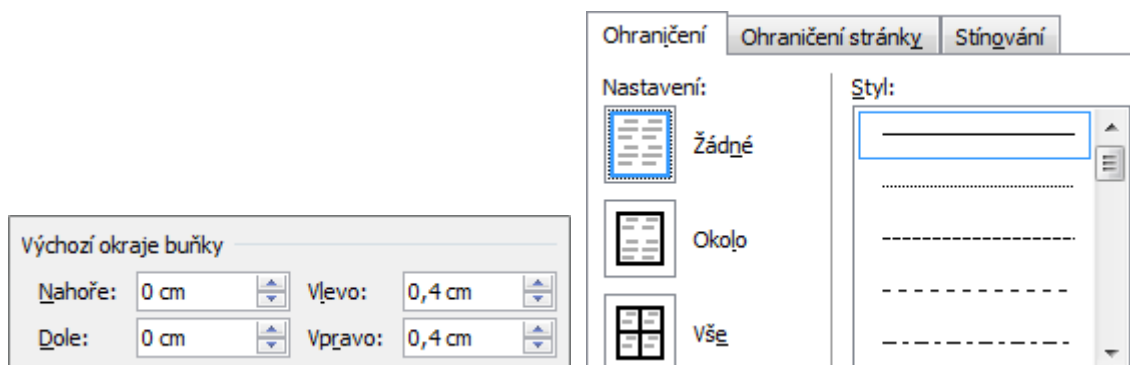 Výchozí okraje buňky
Nahoře: 0 cm Vlevo: 0,4 cm
Dole: 0 cm Vpravo: 0,4 cm
Ohraničení Ohraničení stránky Stínování
Nastavení: Styl:
Žádné
Okolo
Vše